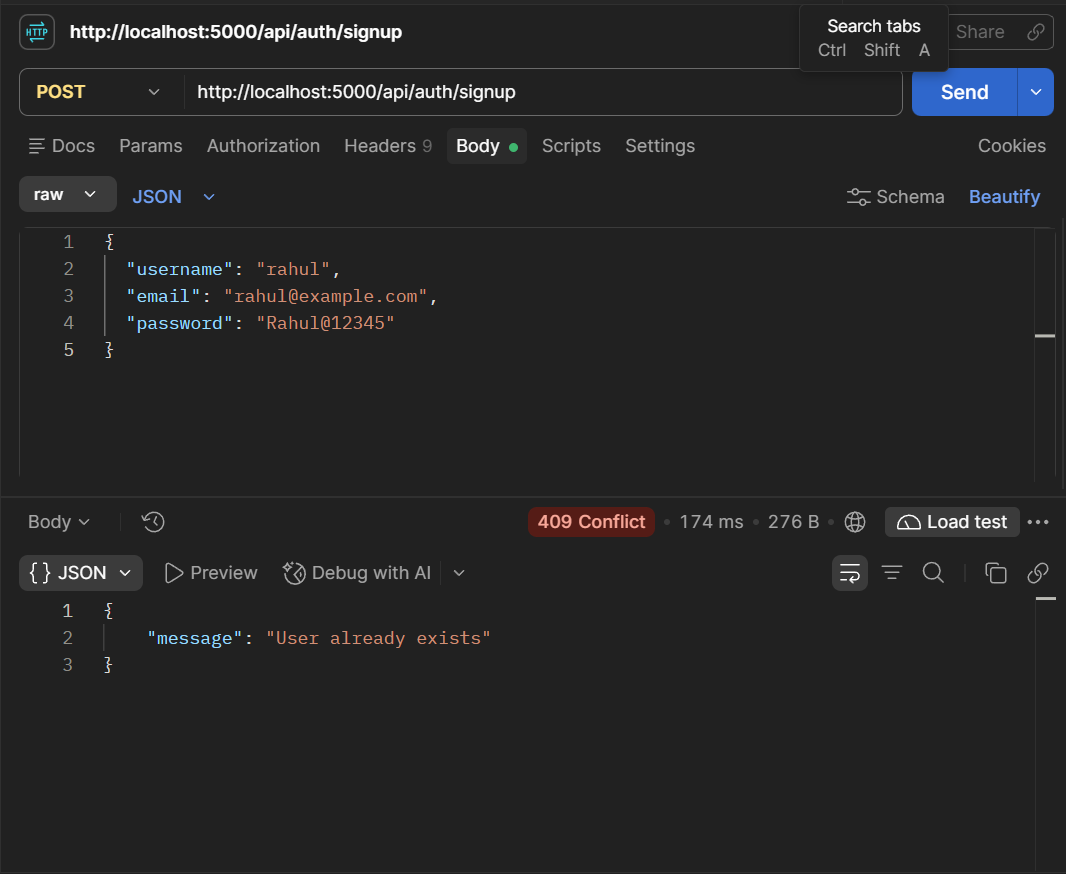 HTTP http://localhost:5000/api/auth/signup
Search tabs
Ctrl Shift A
Share
POST http://localhost:5000/api/auth/signup Send
Docs Params Authorization Headers 9 Body Scripts Settings Cookies
raw JSON Schema Beautify
1 {
2 "username": "rahul",
3 "email": "rahul@example.com",
4 "password": "Rahul@12345"
5 }
Body 409 Conflict 174 ms 276 B Load test
{} JSON Preview Debug with AI
1 {
2 "message": "User already exists"
3 }